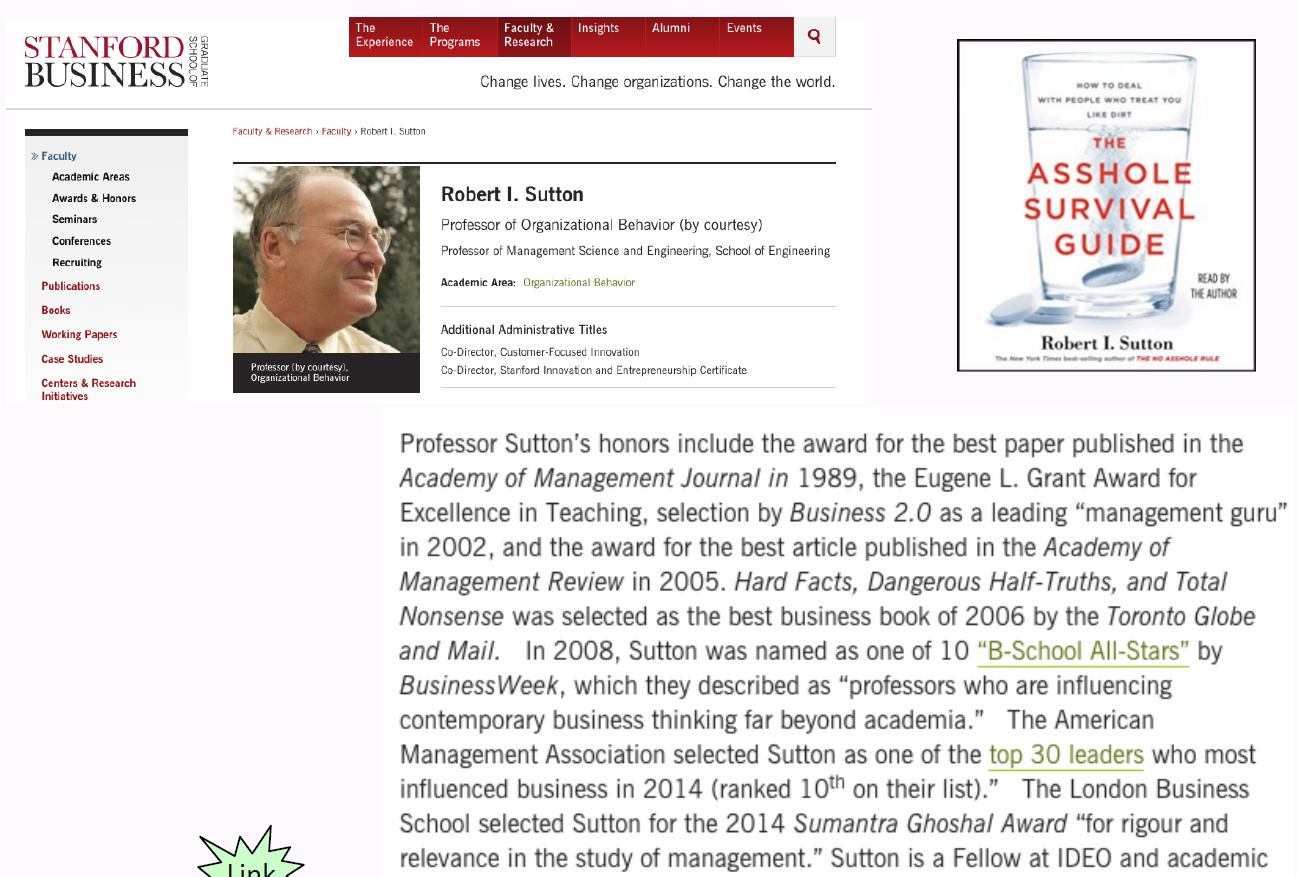 STANFORD
BUSINESS
GRADUATE
SCHOOL OF
The Experience
The Programs
Faculty & Research
Insights
Alumni
Events
Change lives. Change organizations. Change the world.
Faculty & Research › Faculty › Robert I. Sutton
» Faculty
Academic Areas
Awards & Honors
Seminars
Conferences
Recruiting
Publications
Books
Working Papers
Case Studies
Centers & Research
Initiatives
Professor (by courtesy),
Organizational Behavior
Robert I. Sutton
Professor of Organizational Behavior (by courtesy)
Professor of Management Science and Engineering, School of Engineering
Academic Area: Organizational Behavior
Additional Administrative Titles
Co-Director, Customer-Focused Innovation
Co-Director, Stanford Innovation and Entrepreneurship Certificate
HOW TO DEAL
WITH PEOPLE WHO TREAT YOU
LIKE DIRT
THE
ASSHOLE
SURVIVAL
GUIDE
READ BY
THE AUTHOR
Robert I. Sutton
The New York Times best-selling author of THE NO ASSHOLE RULE
Professor Sutton’s honors include the award for the best paper published in the
Academy of Management Journal in 1989, the Eugene L. Grant Award for
Excellence in Teaching, selection by Business 2.0 as a leading “management guru”
in 2002, and the award for the best article published in the Academy of
Management Review in 2005. Hard Facts, Dangerous Half-Truths, and Total
Nonsense was selected as the best business book of 2006 by the Toronto Globe
and Mail. In 2008, Sutton was named as one of 10 “B-School All-Stars” by
BusinessWeek, which they described as “professors who are influencing
contemporary business thinking far beyond academia.” The American
Management Association selected Sutton as one of the top 30 leaders who most
influenced business in 2014 (ranked 10th on their list).” The London Business
School selected Sutton for the 2014 Sumantra Ghoshal Award “for rigour and
relevance in the study of management.” Sutton is a Fellow at IDEO and academic
Link